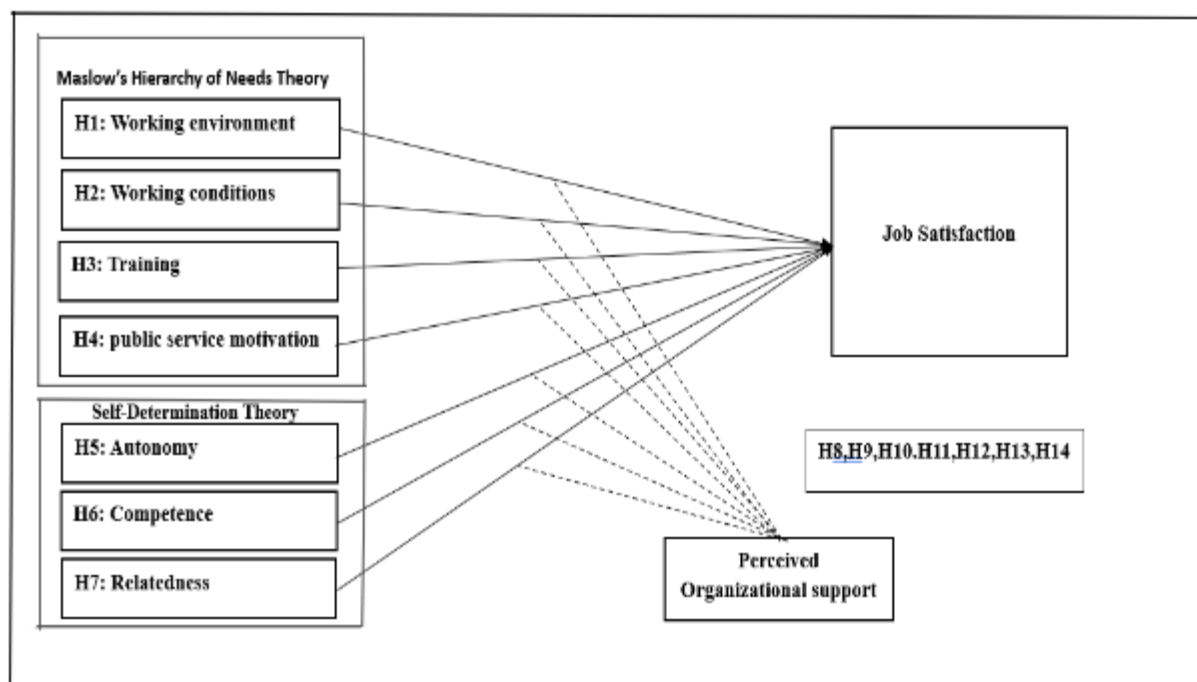 Maslow's Hierarchy of Needs Theory
H1: Working environment
H2: Working conditions
H3: Training
H4: public service motivation
Self-Determination Theory
H5: Autonomy
H6: Competence
H7: Relatedness
Job Satisfaction
H8,H9,H10.H11,H12,H13,H14
Perceived
Organizational support